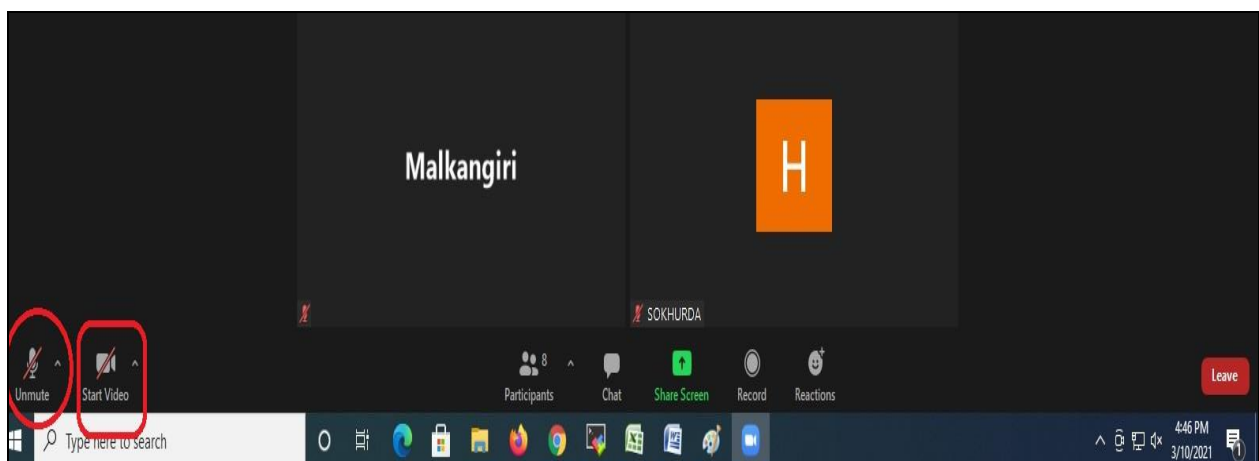 Malkangiri
H
SOKHURDA
Unmute
Start Video
8
Participants
Chat
Share Screen
Record
Reactions
Leave
Type here to search
4:46 PM
3/10/2021
1